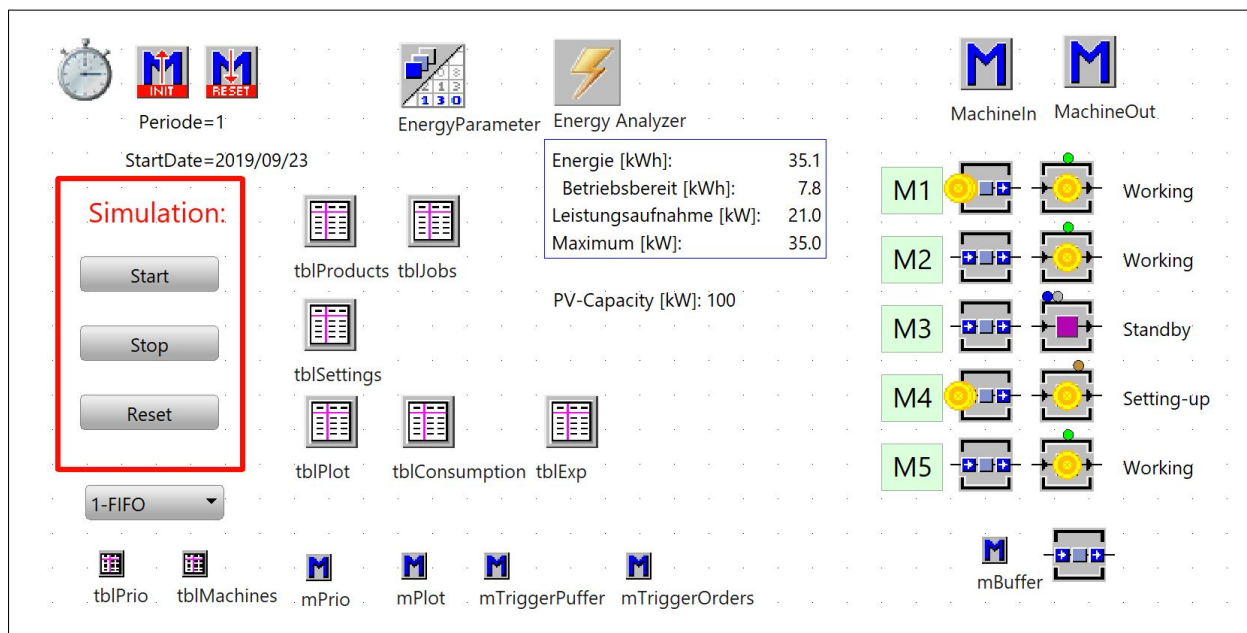 INIT
RESET
Periode=1
StartDate=2019/09/23
Simulation:
Start
Stop
Reset
1-FIFO
EnergyParameter
130
Energy Analyzer
Energie [kWh]: 35.1
Betriebsbereit [kWh]: 7.8
Leistungsaufnahme [kW]: 21.0
Maximum [kW]: 35.0
PV-Capacity [kW]: 100
tblProducts tblJobs
tblSettings
tblPlot tblConsumption tblExp
MachineIn MachineOut
M1 Working
M2 Working
M3 Standby
M4 Setting-up
M5 Working
tblPrio tblMachines mPrio mPlot mTriggerPuffer mTriggerOrders
mBuffer